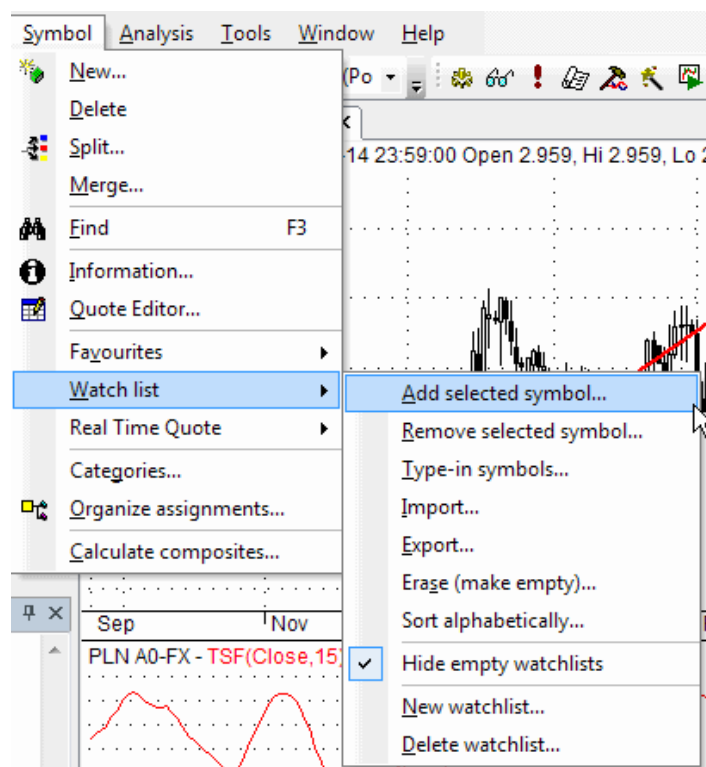 Symbol Analysis Tools Window Help
New...
(Po
Delete
Split...
-14 23:59:00 Open 2.959, Hi 2.959, Lo
Merge...
Find F3
Information...
Quote Editor...
Favourites
Watch list
Add selected symbol...
Real Time Quote
Remove selected symbol...
Categories...
Type-in symbols...
Organize assignments...
Import...
Calculate composites...
Export...
Erase (make empty)...
Sep Nov
Sort alphabetically...
PLN A0-FX - TSF(Close,15)
Hide empty watchlists
New watchlist...
Delete watchlist...